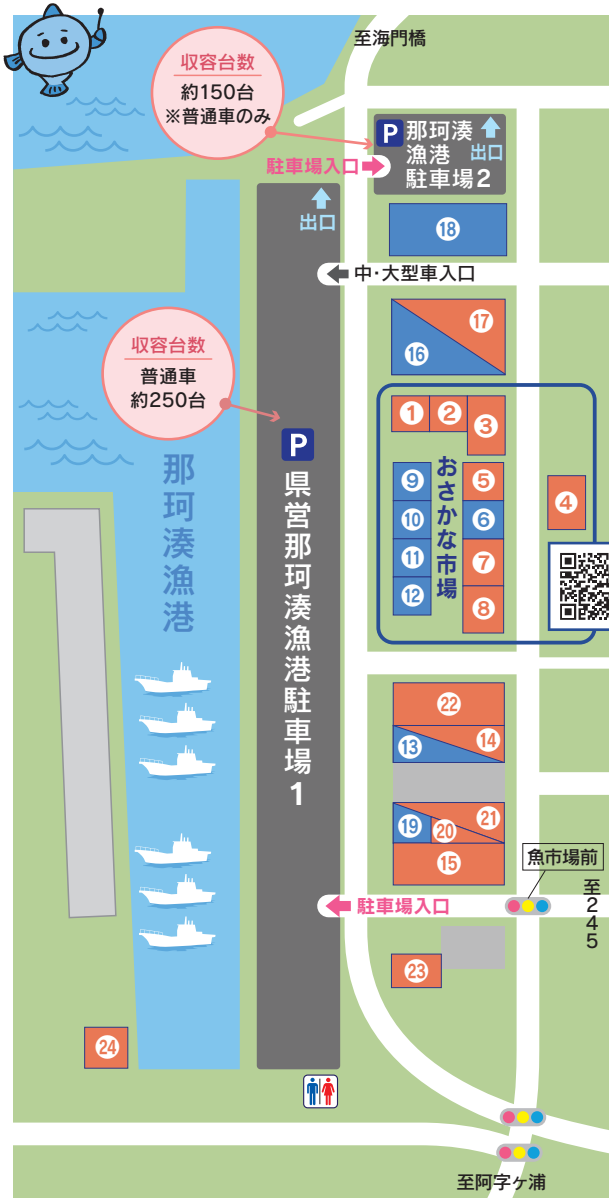 至海門橋
収容台数
約150台
※普通車のみ
P 那珂湊
漁港
駐車場2
出口
駐車場入口
出口
18
中・大型車入口
17
16
収容台数
普通車
約250台
1 2 3
P
県営那珂湊漁港駐車場1
那珂湊漁港
おさかな市場
9 5
4
10 6
11 7
12 8
22
13 14
19 20 21
15
魚市場前
駐車場入口
至245
23
24
至阿字ヶ浦